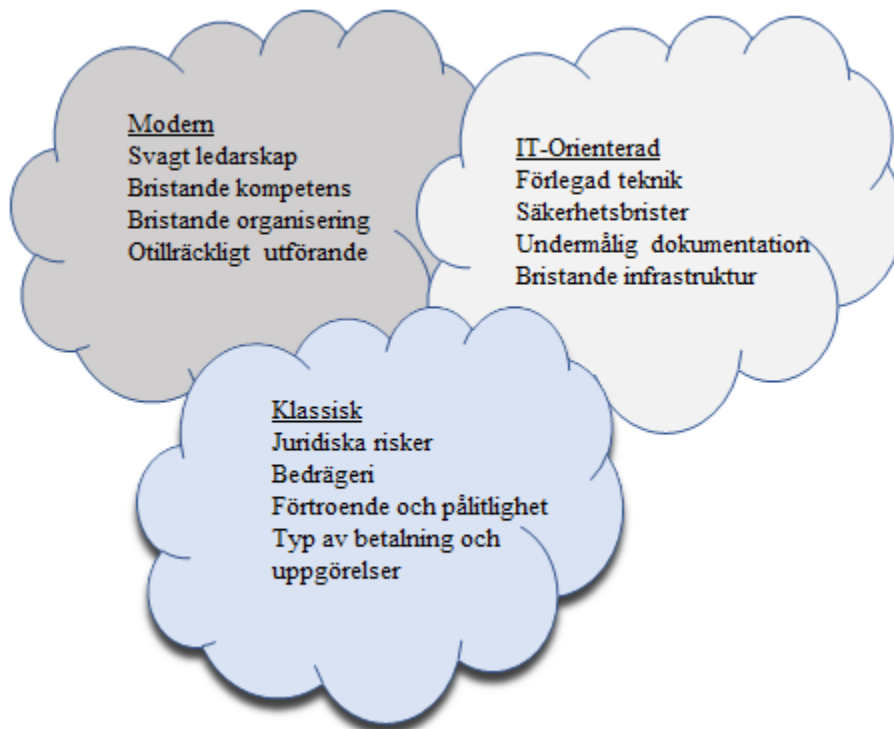 Modern
Svagt ledarskap
Bristande kompetens
Bristande organisering
Otillräckligt utförande
IT-Orienterad
Förlegad teknik
Säkerhetsbrister
Undermålig dokumentation
Bristande infrastruktur
Klassisk
Juridiska risker
Bedrägeri
Förtroende och pålitlighet
Typ av betalning och
uppgörelser